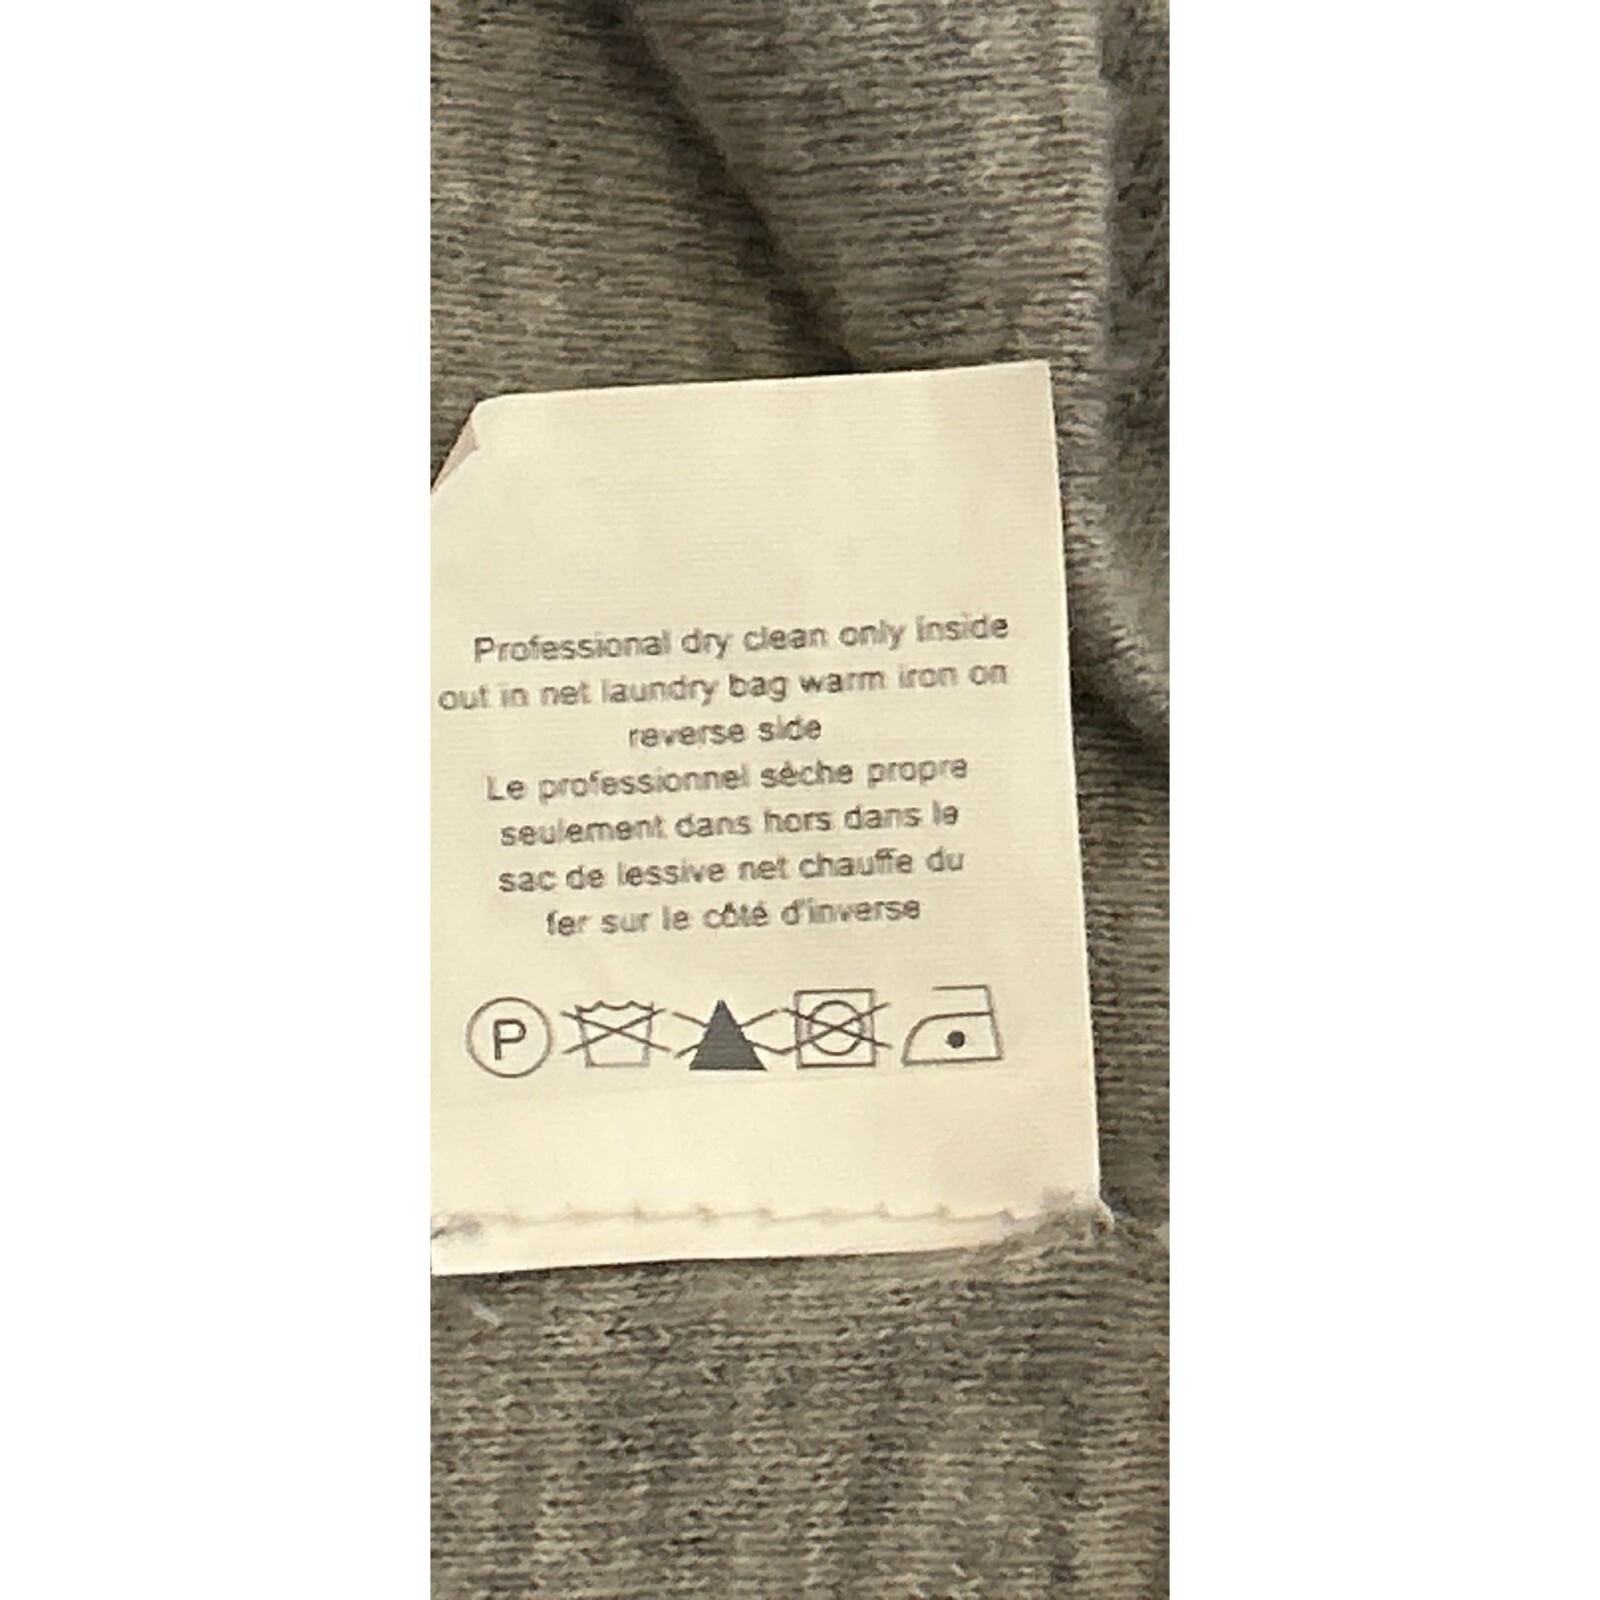 Professional dry clean only inside
out in net laundry bag warm iron on
reverse side
Le professionnel sèche propre
seulement dans hors dans le
sac de lessive net chauffe du
fer sur le côté d'inverse
P